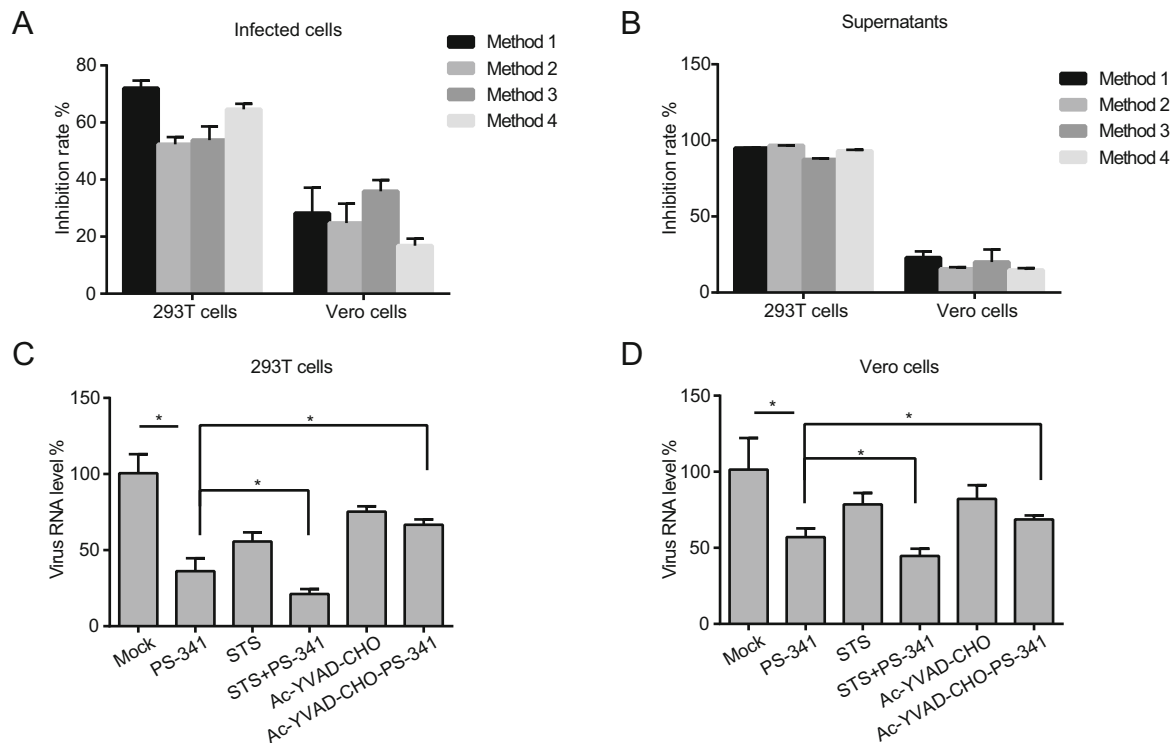 A
Infected cells
Method 1
Method 2
Method 3
Method 4
Inhibition rate %
80
60
40
20
0
293T cells
Vero cells
B
Supernatants
Method 1
Method 2
Method 3
Method 4
Inhibition rate %
150
100
50
0
293T cells
Vero cells
C
293T cells
Virus RNA level %
150
100
50
0
*
*
*
Mock
PS-341
STS
STS+PS-341
Ac-YVAD-CHO
Ac-YVAD-CHO-PS-341
D
Vero cells
Virus RNA level %
150
100
50
0
*
*
*
Mock
PS-341
STS
STS+PS-341
Ac-YVAD-CHO
Ac-YVAD-CHO-PS-341